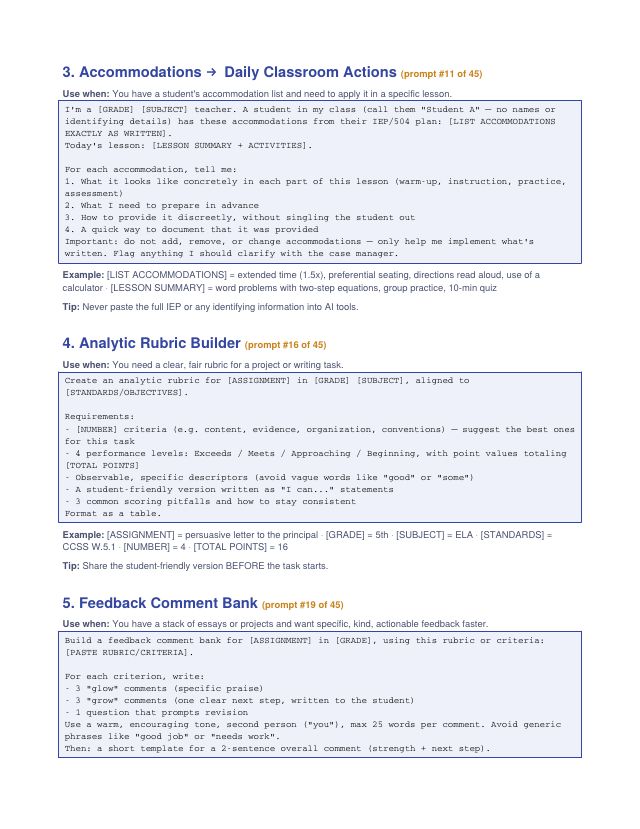 3. Accommodations → Daily Classroom Actions (prompt #11 of 45)
Use when: You have a student's accommodation list and need to apply it in a specific lesson.
I'm a [GRADE] [SUBJECT] teacher. A student in my class (call them "Student A" — no names or
identifying details) has these accommodations from their IEP/504 plan: [LIST ACCOMMODATIONS
EXACTLY AS WRITTEN].
Today's lesson: [LESSON SUMMARY + ACTIVITIES].
For each accommodation, tell me:
1. What it looks like concretely in each part of this lesson (warm-up, instruction, practice,
assessment)
2. What I need to prepare in advance
3. How to provide it discreetly, without singling the student out
4. A quick way to document that it was provided
Important: do not add, remove, or change accommodations — only help me implement what's
written. Flag anything I should clarify with the case manager.
Example: [LIST ACCOMMODATIONS] = extended time (1.5x), preferential seating, directions read aloud, use of a
calculator · [LESSON SUMMARY] = word problems with two-step equations, group practice, 10-min quiz
Tip: Never paste the full IEP or any identifying information into AI tools.
4. Analytic Rubric Builder (prompt #16 of 45)
Use when: You need a clear, fair rubric for a project or writing task.
Create an analytic rubric for [ASSIGNMENT] in [GRADE] [SUBJECT], aligned to
[STANDARDS/OBJECTIVES].
Requirements:
- [NUMBER] criteria (e.g. content, evidence, organization, conventions) — suggest the best ones
for this task
- 4 performance levels: Exceeds / Meets / Approaching / Beginning, with point values totaling
[TOTAL POINTS]
- Observable, specific descriptors (avoid vague words like "good" or "some")
- A student-friendly version written as "I can..." statements
- 3 common scoring pitfalls and how to stay consistent
Format as a table.
Example: [ASSIGNMENT] = persuasive letter to the principal · [GRADE] = 5th · [SUBJECT] = ELA · [STANDARDS] =
CCSS W.5.1 · [NUMBER] = 4 · [TOTAL POINTS] = 16
Tip: Share the student-friendly version BEFORE the task starts.
5. Feedback Comment Bank (prompt #19 of 45)
Use when: You have a stack of essays or projects and want specific, kind, actionable feedback faster.
Build a feedback comment bank for [ASSIGNMENT] in [GRADE], using this rubric or criteria:
[PASTE RUBRIC/CRITERIA].
For each criterion, write:
- 3 "glow" comments (specific praise)
- 3 "grow" comments (one clear next step, written to the student)
- 1 question that prompts revision
Use a warm, encouraging tone, second person ("you"), max 25 words per comment. Avoid generic
phrases like "good job" or "needs work".
Then: a short template for a 2-sentence overall comment (strength + next step).